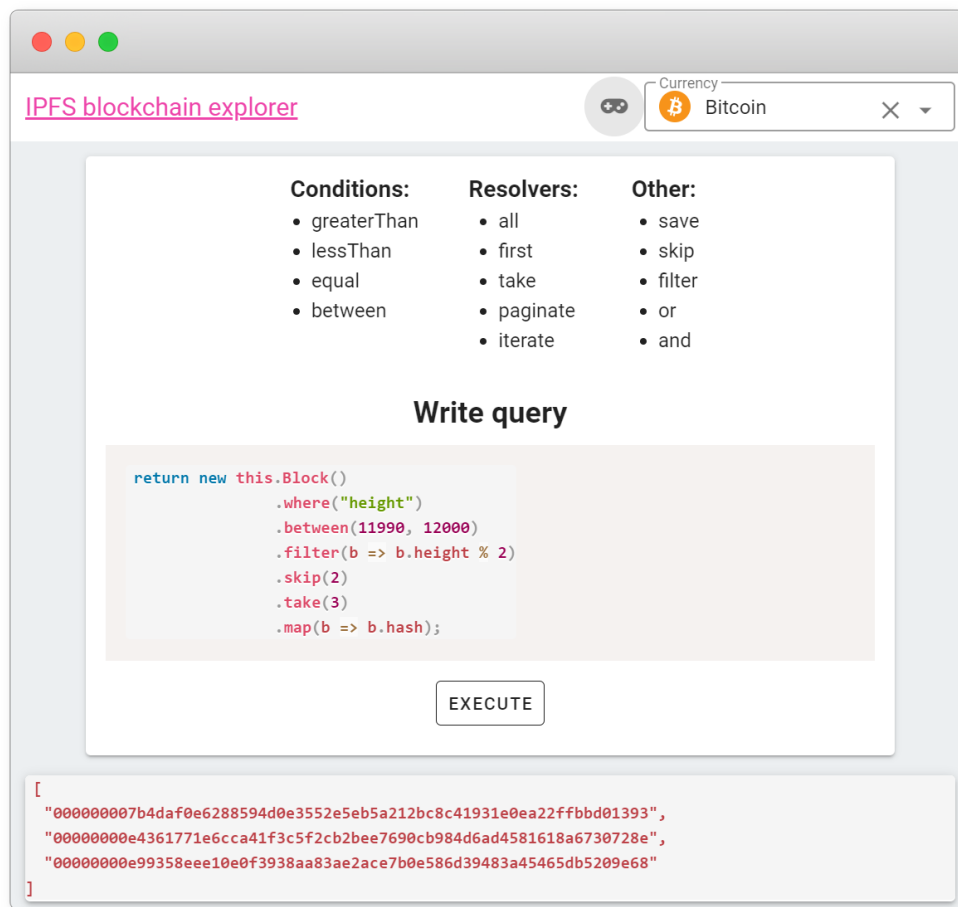 IPFS blockchain explorer
Currency
Bitcoin
Conditions:
greaterThan
lessThan
equal
between
Resolvers:
all
first
take
paginate
iterate
Other:
save
skip
filter
or
and
Write query
return new this.Block()
.where("height")
.between(11990, 12000)
.filter(b => b.height % 2)
.skip(2)
.take(3)
.map(b => b.hash);
EXECUTE
[
"000000007b4daf0e6288594d0e3552e5eb5a212bc8c41931e0ea22ffbbd01393",
"00000000e4361771e6cca41f3c5f2cb2bee7690cb984d6ad4581618a6730728e",
"00000000e99358eee10e0f3938aa83ae2ace7b0e586d39483a45465db5209e68"
]